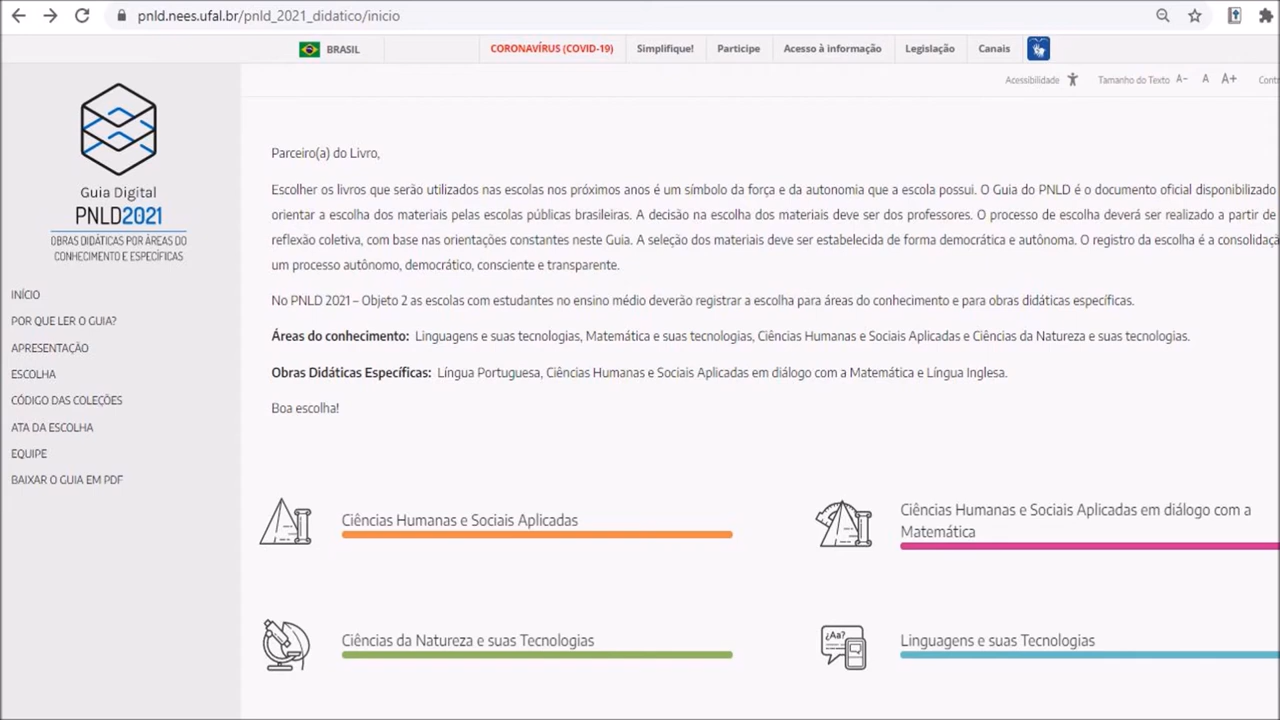 pnld.nees.ufal.br/pnld_2021_didatico/inicio
BRASIL
CORONAVÍRUS (COVID-19)
Simplifique!
Participe
Acesso à informação
Legislação
Canais
Acessibilidade
Tamanho do Texto A- A A+
Guia Digital
PNLD2021
OBRAS DIDÁTICAS POR ÁREAS DO
CONHECIMENTO E ESPECÍFICAS
INÍCIO
POR QUE LER O GUIA?
APRESENTAÇÃO
ESCOLHA
CÓDIGO DAS COLEÇÕES
ATA DA ESCOLHA
EQUIPE
BAIXAR O GUIA EM PDF
Parceiro(a) do Livro,
Escolher os livros que serão utilizados nas escolas nos próximos anos é um símbolo da força e da autonomia que a escola possui. O Guia do PNLD é o documento oficial disponibilizado
orientar a escolha dos materiais pelas escolas públicas brasileiras. A decisão na escolha dos materiais deve ser dos professores. O processo de escolha deverá ser realizado a partir de
reflexão coletiva, com base nas orientações constantes neste Guia. A seleção dos materiais deve ser estabelecida de forma democrática e autônoma. O registro da escolha é a
um processo autônomo, democrático, consciente e transparente.
No PNLD 2021 – Objeto 2 as escolas com estudantes no ensino médio deverão registrar a escolha para áreas do conhecimento e para obras didáticas específicas.
Áreas do conhecimento: Linguagens e suas tecnologias, Matemática e suas tecnologias, Ciências Humanas e Sociais Aplicadas e Ciências da Natureza e suas tecnologias.
Obras Didáticas Específicas: Língua Portuguesa, Ciências Humanas e Sociais Aplicadas em diálogo com a Matemática e Língua Inglesa.
Boa escolha!
Ciências Humanas e Sociais Aplicadas
Ciências Humanas e Sociais Aplicadas em diálogo com a
Matemática
Ciências da Natureza e suas Tecnologias
¿Aa?
Linguagens e suas Tecnologias